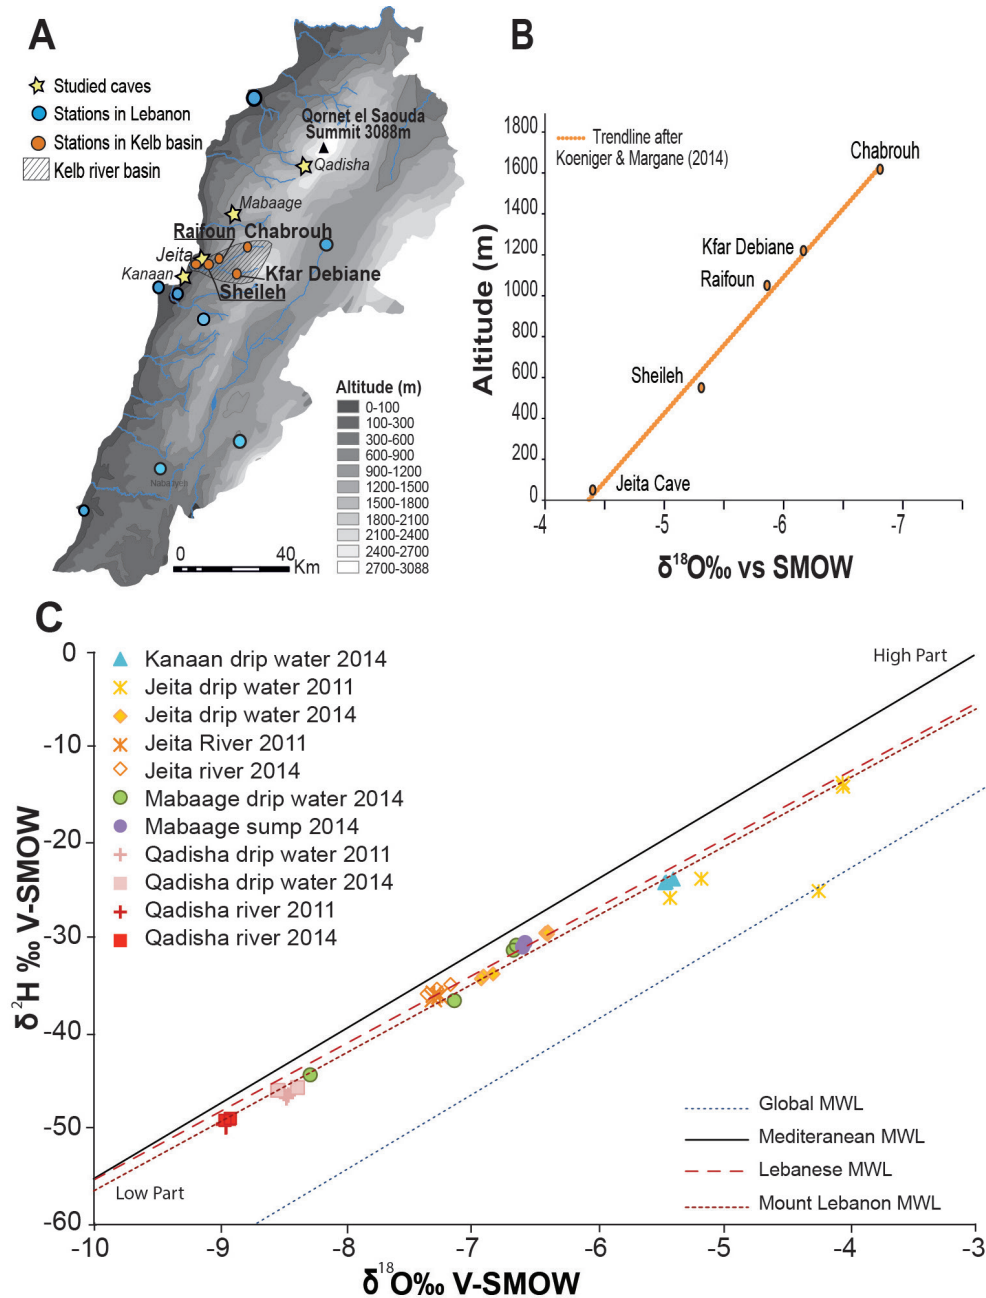 A
Studied caves
Stations in Lebanon
Stations in Kelb basin
Kelb river basin
Qornet el Saouda
Summit 3088m
Qadisha
Mabaage
Raifoun Chabrouh
Jeita
Kanaan
Kfar Debiane
Sheileh
Nabatiyeh
Altitude (m)
0-100
100-300
300-600
600-900
900-1200
1200-1500
1500-1800
1800-2100
2100-2400
2400-2700
2700-3088
0 40
Km
B
Trendline after
Koeniger & Margane (2014)
Chabrouh
Kfar Debiane
Raifoun
Sheileh
Jeita Cave
Altitude (m)
1800
1600
1400
1200
1000
800
600
400
200
0
-4 -5 -6 -7
δ¹⁸O‰ vs SMOW
C
Kanaan drip water 2014
Jeita drip water 2011
Jeita drip water 2014
Jeita River 2011
Jeita river 2014
Mabaage drip water 2014
Mabaage sump 2014
Qadisha drip water 2011
Qadisha drip water 2014
Qadisha river 2011
Qadisha river 2014
High Part
Low Part
Global MWL
Mediteranean MWL
Lebanese MWL
Mount Lebanon MWL
δ²H ‰ V-SMOW
0
-10
-20
-30
-40
-50
-60
-10 -9 -8 -7 -6 -5 -4 -3
δ¹⁸O‰ V-SMOW